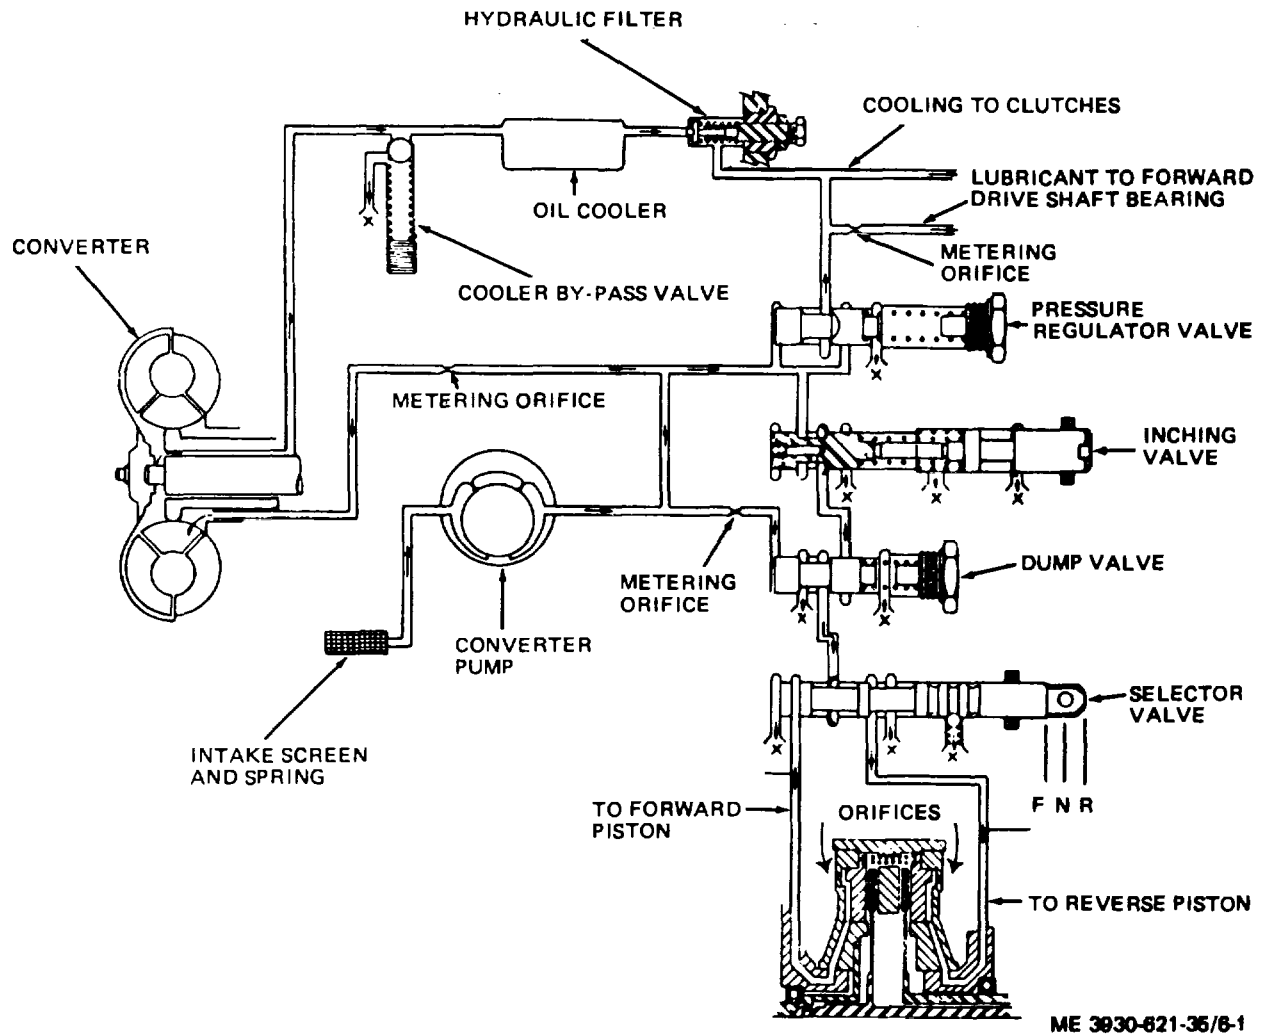 HYDRAULIC FILTER
COOLING TO CLUTCHES
LUBRICANT TO FORWARD
DRIVE SHAFT BEARING
OIL COOLER
METERING
ORIFICE
CONVERTER
COOLER BY-PASS VALVE
PRESSURE
REGULATOR VALVE
X
X
METERING ORIFICE
INCHING
VALVE
X
X
X
METERING
ORIFICE
DUMP VALVE
X
X
CONVERTER
PUMP
SELECTOR
VALVE
INTAKE SCREEN
AND SPRING
X
X
X
F N R
TO FORWARD
PISTON
ORIFICES
TO REVERSE PISTON
ME 3930-621-35/6-1